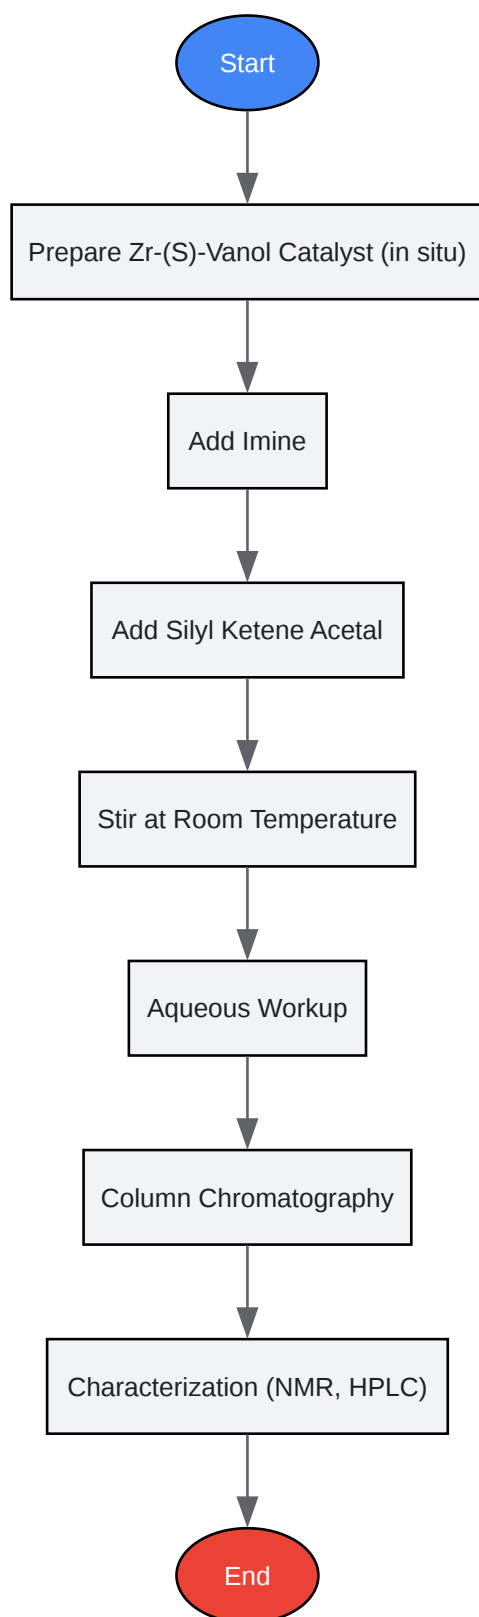 Start
Prepare Zr-(S)-Vanol Catalyst (in situ)
Add Imine
Add Silyl Ketene Acetal
Stir at Room Temperature
Aqueous Workup
Column Chromatography
Characterization (NMR, HPLC)
End